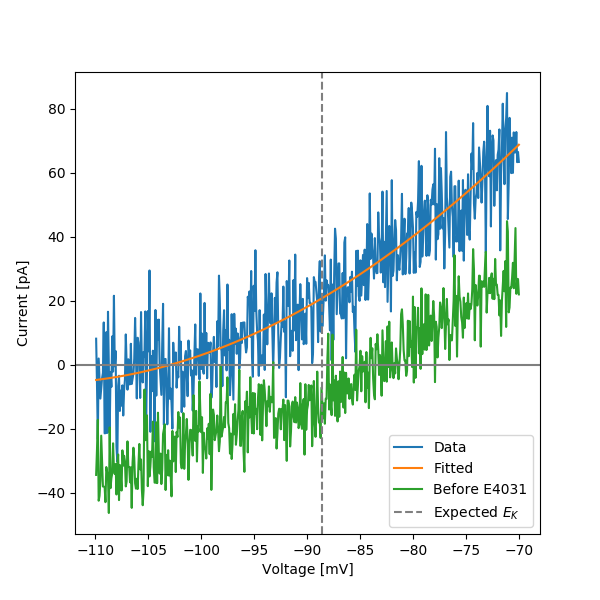 80
60
40
20
0
−20
−40
Current [pA]
Data
Fitted
Before E4031
Expected E_K
−110
−105
−100
−95
−90
−85
−80
−75
−70
Voltage [mV]